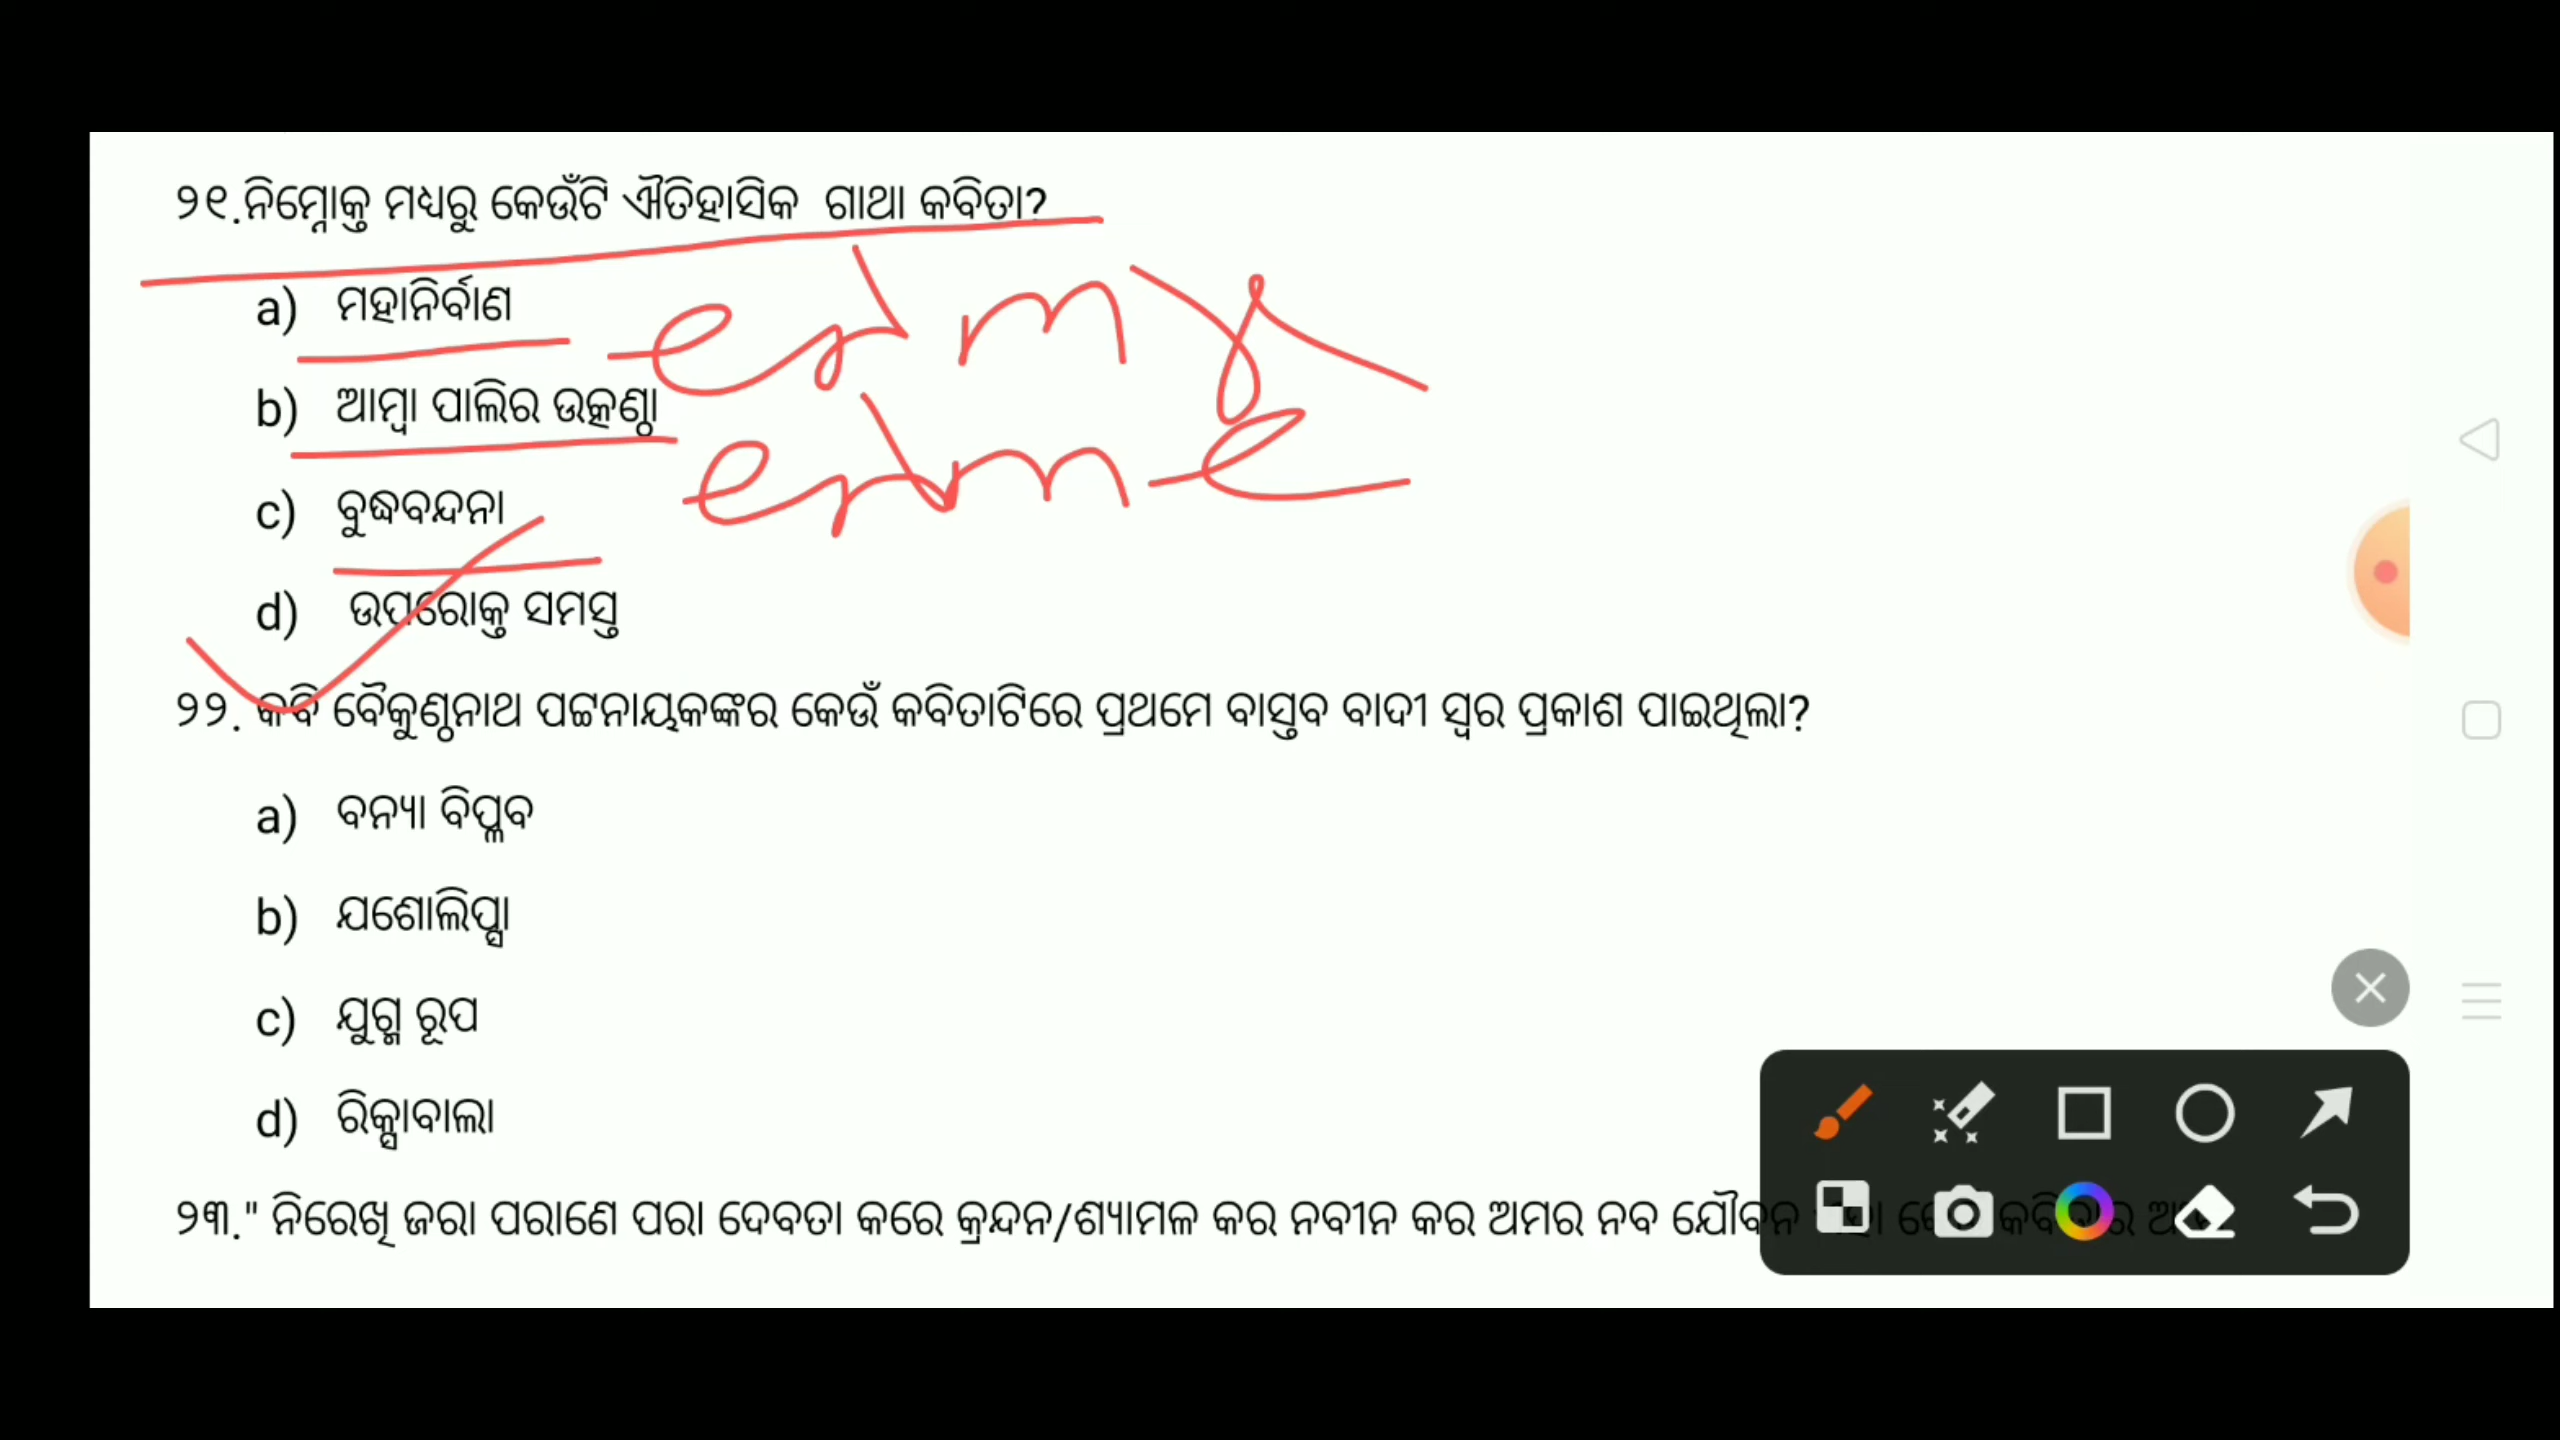 ୨୧.ନିମ୍ନୋକ୍ତ ମଧ୍ୟରୁ କେଉଁଟି ଐତିହାସିକ ଗାଥା କବିତା?
a) ମହାନିର୍ବାଣ
b) ଆମ୍ବା ପାଲିର ଉତ୍କଣ୍ଠା
c) ବୁଦ୍ଧବନ୍ଦନା
d) ଉପରୋକ୍ତ ସମସ୍ତ
୨୨. କବି ବୈକୁଣ୍ଠନାଥ ପଟ୍ଟନାୟକଙ୍କର କେଉଁ କବିତାଟିରେ ପ୍ରଥମେ ବାସ୍ତବ ବାଦୀ ସ୍ୱର ପ୍ରକାଶ ପାଇଥିଲା?
a) ବନ୍ୟା ବିପ୍ଳବ
b) ଯଶୋଲିପ୍ସା
c) ଯୁଗ୍ମ ରୂପ
d) ରିକ୍ସାବାଲା
୨୩." ନିରେଖି ଜରା ପରାଣେ ପରା ଦେବତା କରେ କ୍ରନ୍ଦନ/ଶ୍ୟାମଳ କର ନବୀନ କର ଅମର ନବ ଯୌବନ